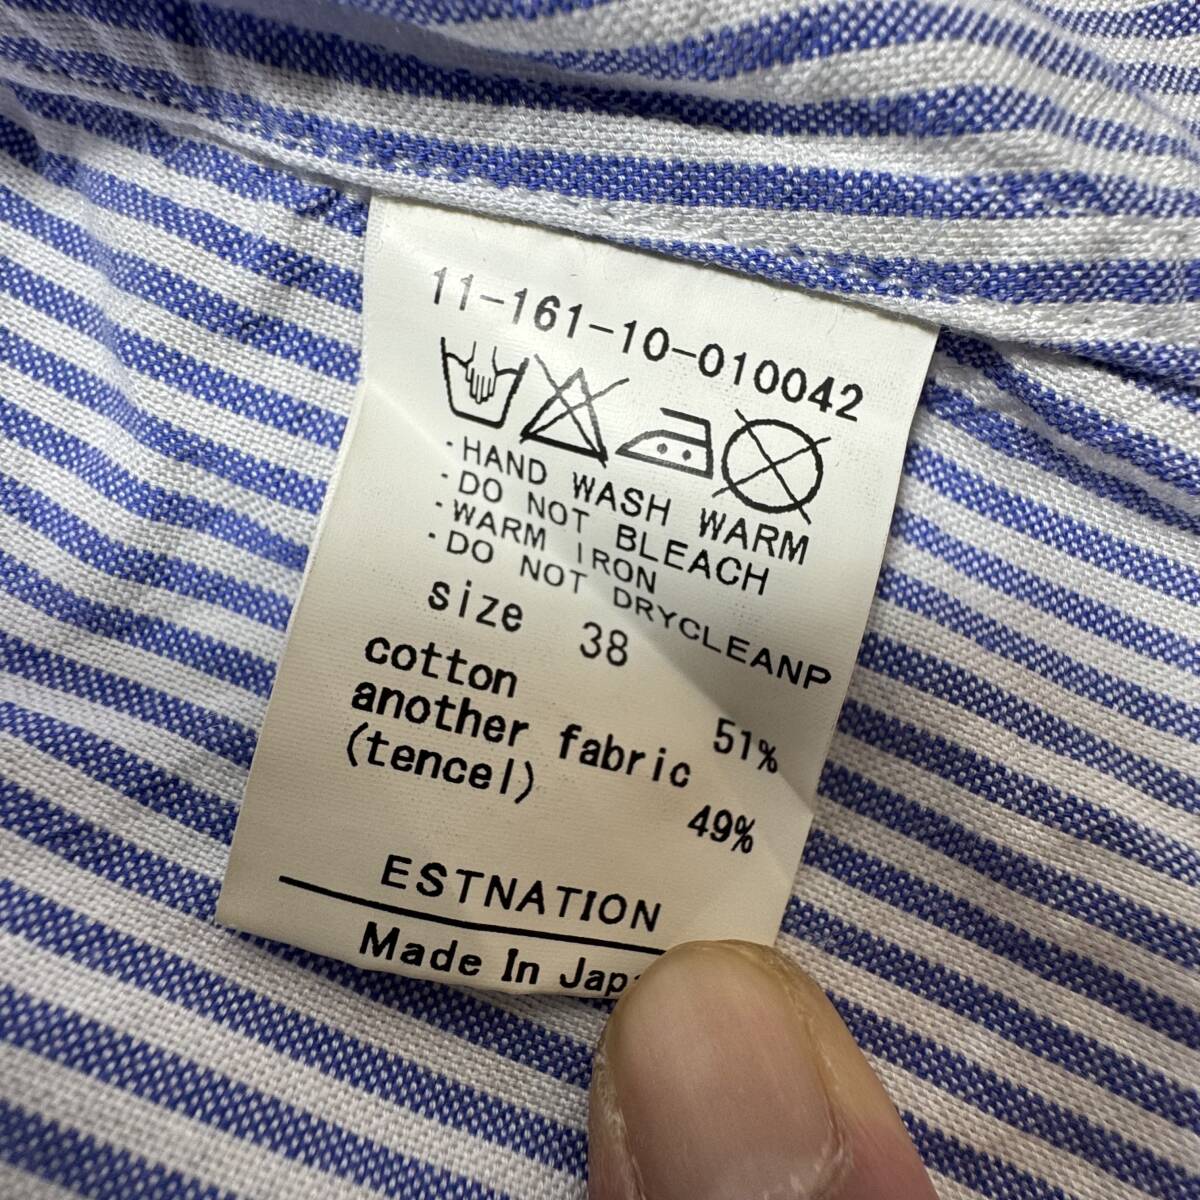 11-161-10-010042
·HAND WASH WARM
·DO NOT BLEACH
·WARM IRON
·DO NOT DRYCLEANP
size 38
cotton 51%
another fabric
(tencel) 49%
ESTNATION
Made In